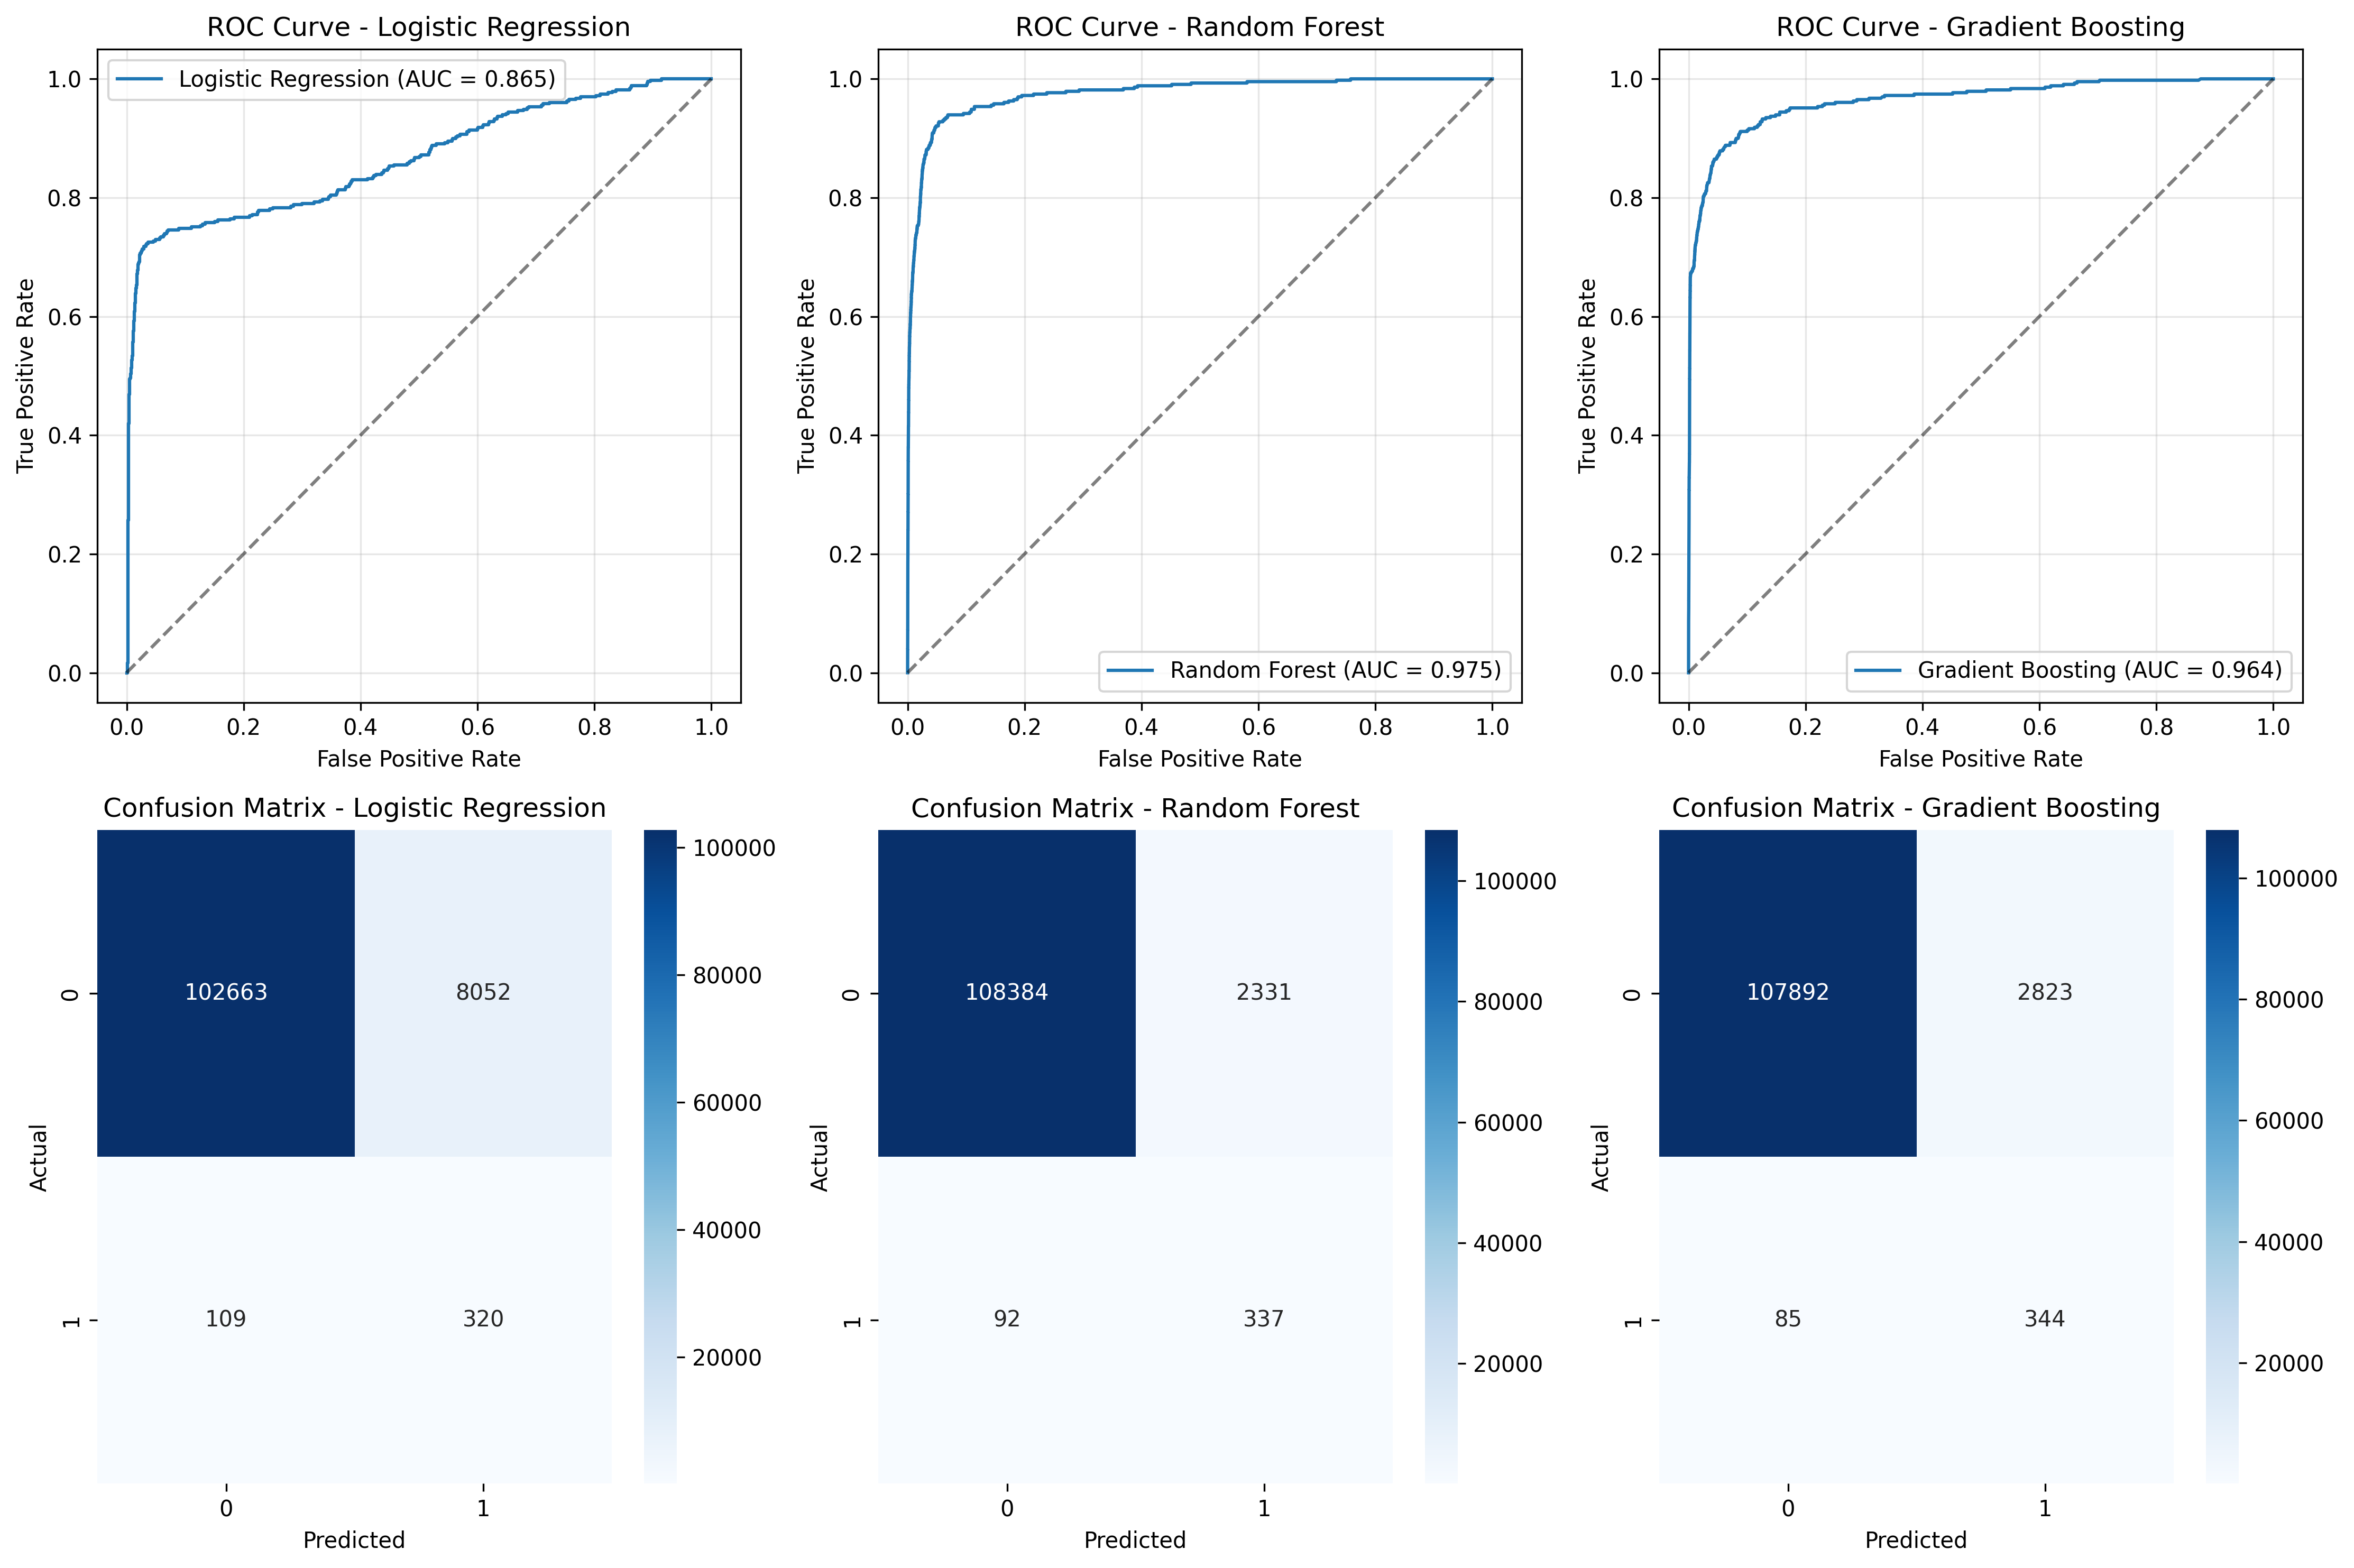 ROC Curve - Logistic Regression
Logistic Regression (AUC = 0.865)
True Positive Rate
1.0
0.8
0.6
0.4
0.2
0.0
0.0 0.2 0.4 0.6 0.8 1.0
False Positive Rate
ROC Curve - Random Forest
True Positive Rate
1.0
0.8
0.6
0.4
0.2
0.0
Random Forest (AUC = 0.975)
0.0 0.2 0.4 0.6 0.8 1.0
False Positive Rate
ROC Curve - Gradient Boosting
True Positive Rate
1.0
0.8
0.6
0.4
0.2
0.0
Gradient Boosting (AUC = 0.964)
0.0 0.2 0.4 0.6 0.8 1.0
False Positive Rate
Confusion Matrix - Logistic Regression
Actual
0
102663 8052
1
109 320
0 1
Predicted
100000
80000
60000
40000
20000
Confusion Matrix - Random Forest
Actual
0
108384 2331
1
92 337
0 1
Predicted
100000
80000
60000
40000
20000
Confusion Matrix - Gradient Boosting
Actual
0
107892 2823
1
85 344
0 1
Predicted
100000
80000
60000
40000
20000